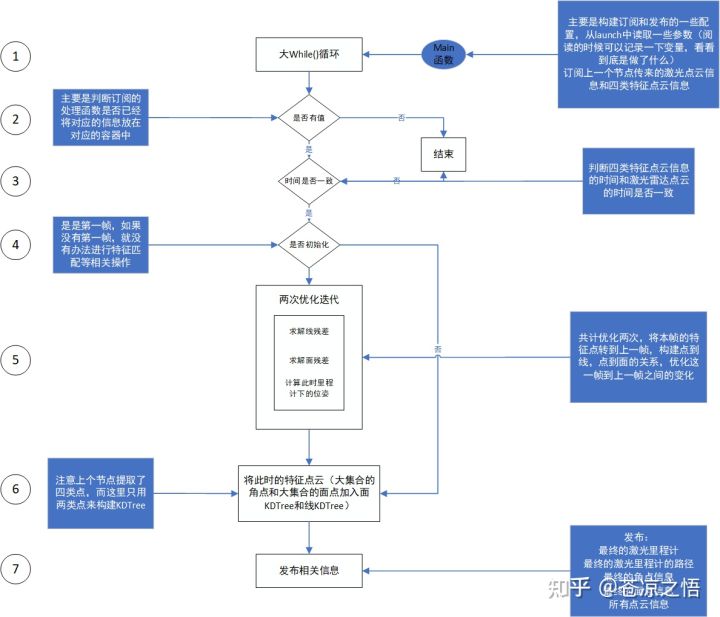 1
大While()循环
Main
函数
主要是构建订阅和发布的一些配
置，从launch中读取一些参数（阅
读的时候可以记录一下变量，看看
到底是做了什么）
订阅上一个节点传来的激光点云信
息和四类特征点云信息
2
主要是判断订阅的
处理函数是否已经
将对应的信息放在
对应的容器中
是否有值
否
是
结束
3
时间是否一致
否
是
判断四类特征点云信息
的时间和激光雷达点云
的时间是否一致
4
是是第一帧，如果
没有第一帧，就没
有办法进行特征匹
配等相关操作
是否初始化
否
5
两次优化迭代
求解线残差
求解面残差
计算此时里程
计下的位姿
共计优化两次，将本帧的特
征点转到上一帧，构建点到
线，点到面的关系，优化这
一帧到上一帧之间的变化
6
注意上个节点提取了
四类点，而这里只用
两类点来构建KDTree
将此时的特征点云（大集合的
角点和大集合的面点加入面
KDTree和线KDTree）
7
发布相关信息
发布：
最终的激光里程计
最终的激光里程计的路径
最终的角点信息
所有点云信息
知乎 @苍凉之悟